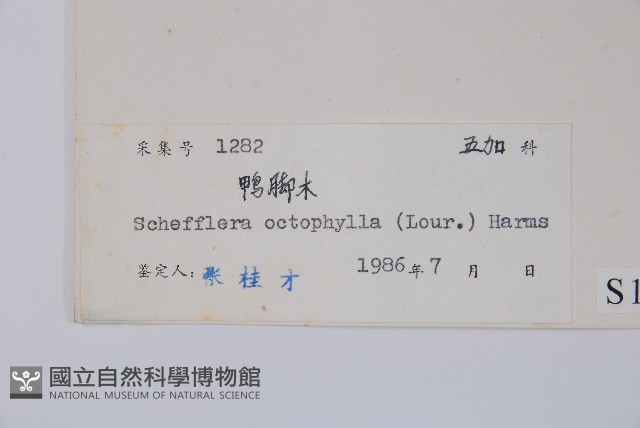 采集号 1282 五加 科
鸭脚木
Schefflera octophylla (Lour.) Harms
鉴定人: 张桂才 1986年7月 日
S1
國立自然科學博物館
NATIONAL MUSEUM OF NATURAL SCIENCE